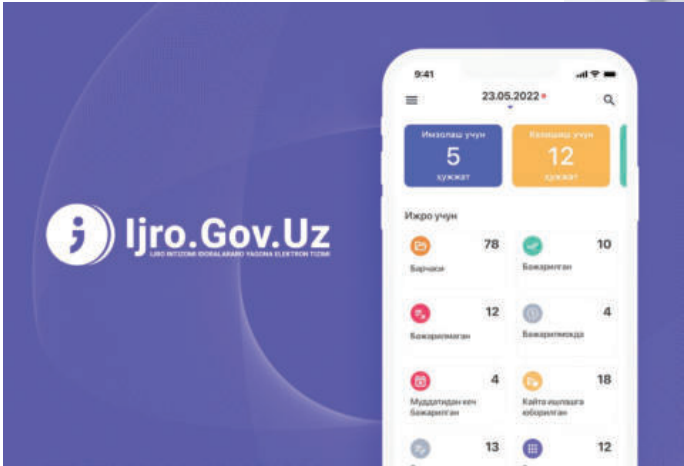 Ijro.Gov.Uz
IJRO INTIZOMI IDORALARARO YAGONA ELEKTRON TIZIMI
9:41
23.05.2022
Имзолаш учун
5
ҳужжат
Келишиш учун
12
ҳужжат
Ижро учун
78
Барчаси
10
Бажарилган
12
Бажарилмаган
4
Бажарилмоқда
4
Муддатидан кеч
бажарилган
18
Қайта ишлашга
юборилган
13
12